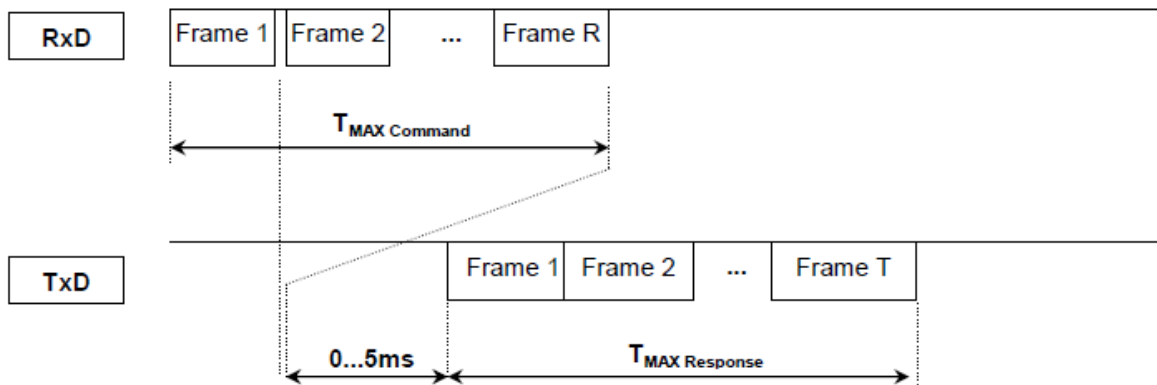 RxD Frame 1 Frame 2 ... Frame R
TMAX Command
TxD Frame 1 Frame 2 ... Frame T
0...5ms TMAX Response